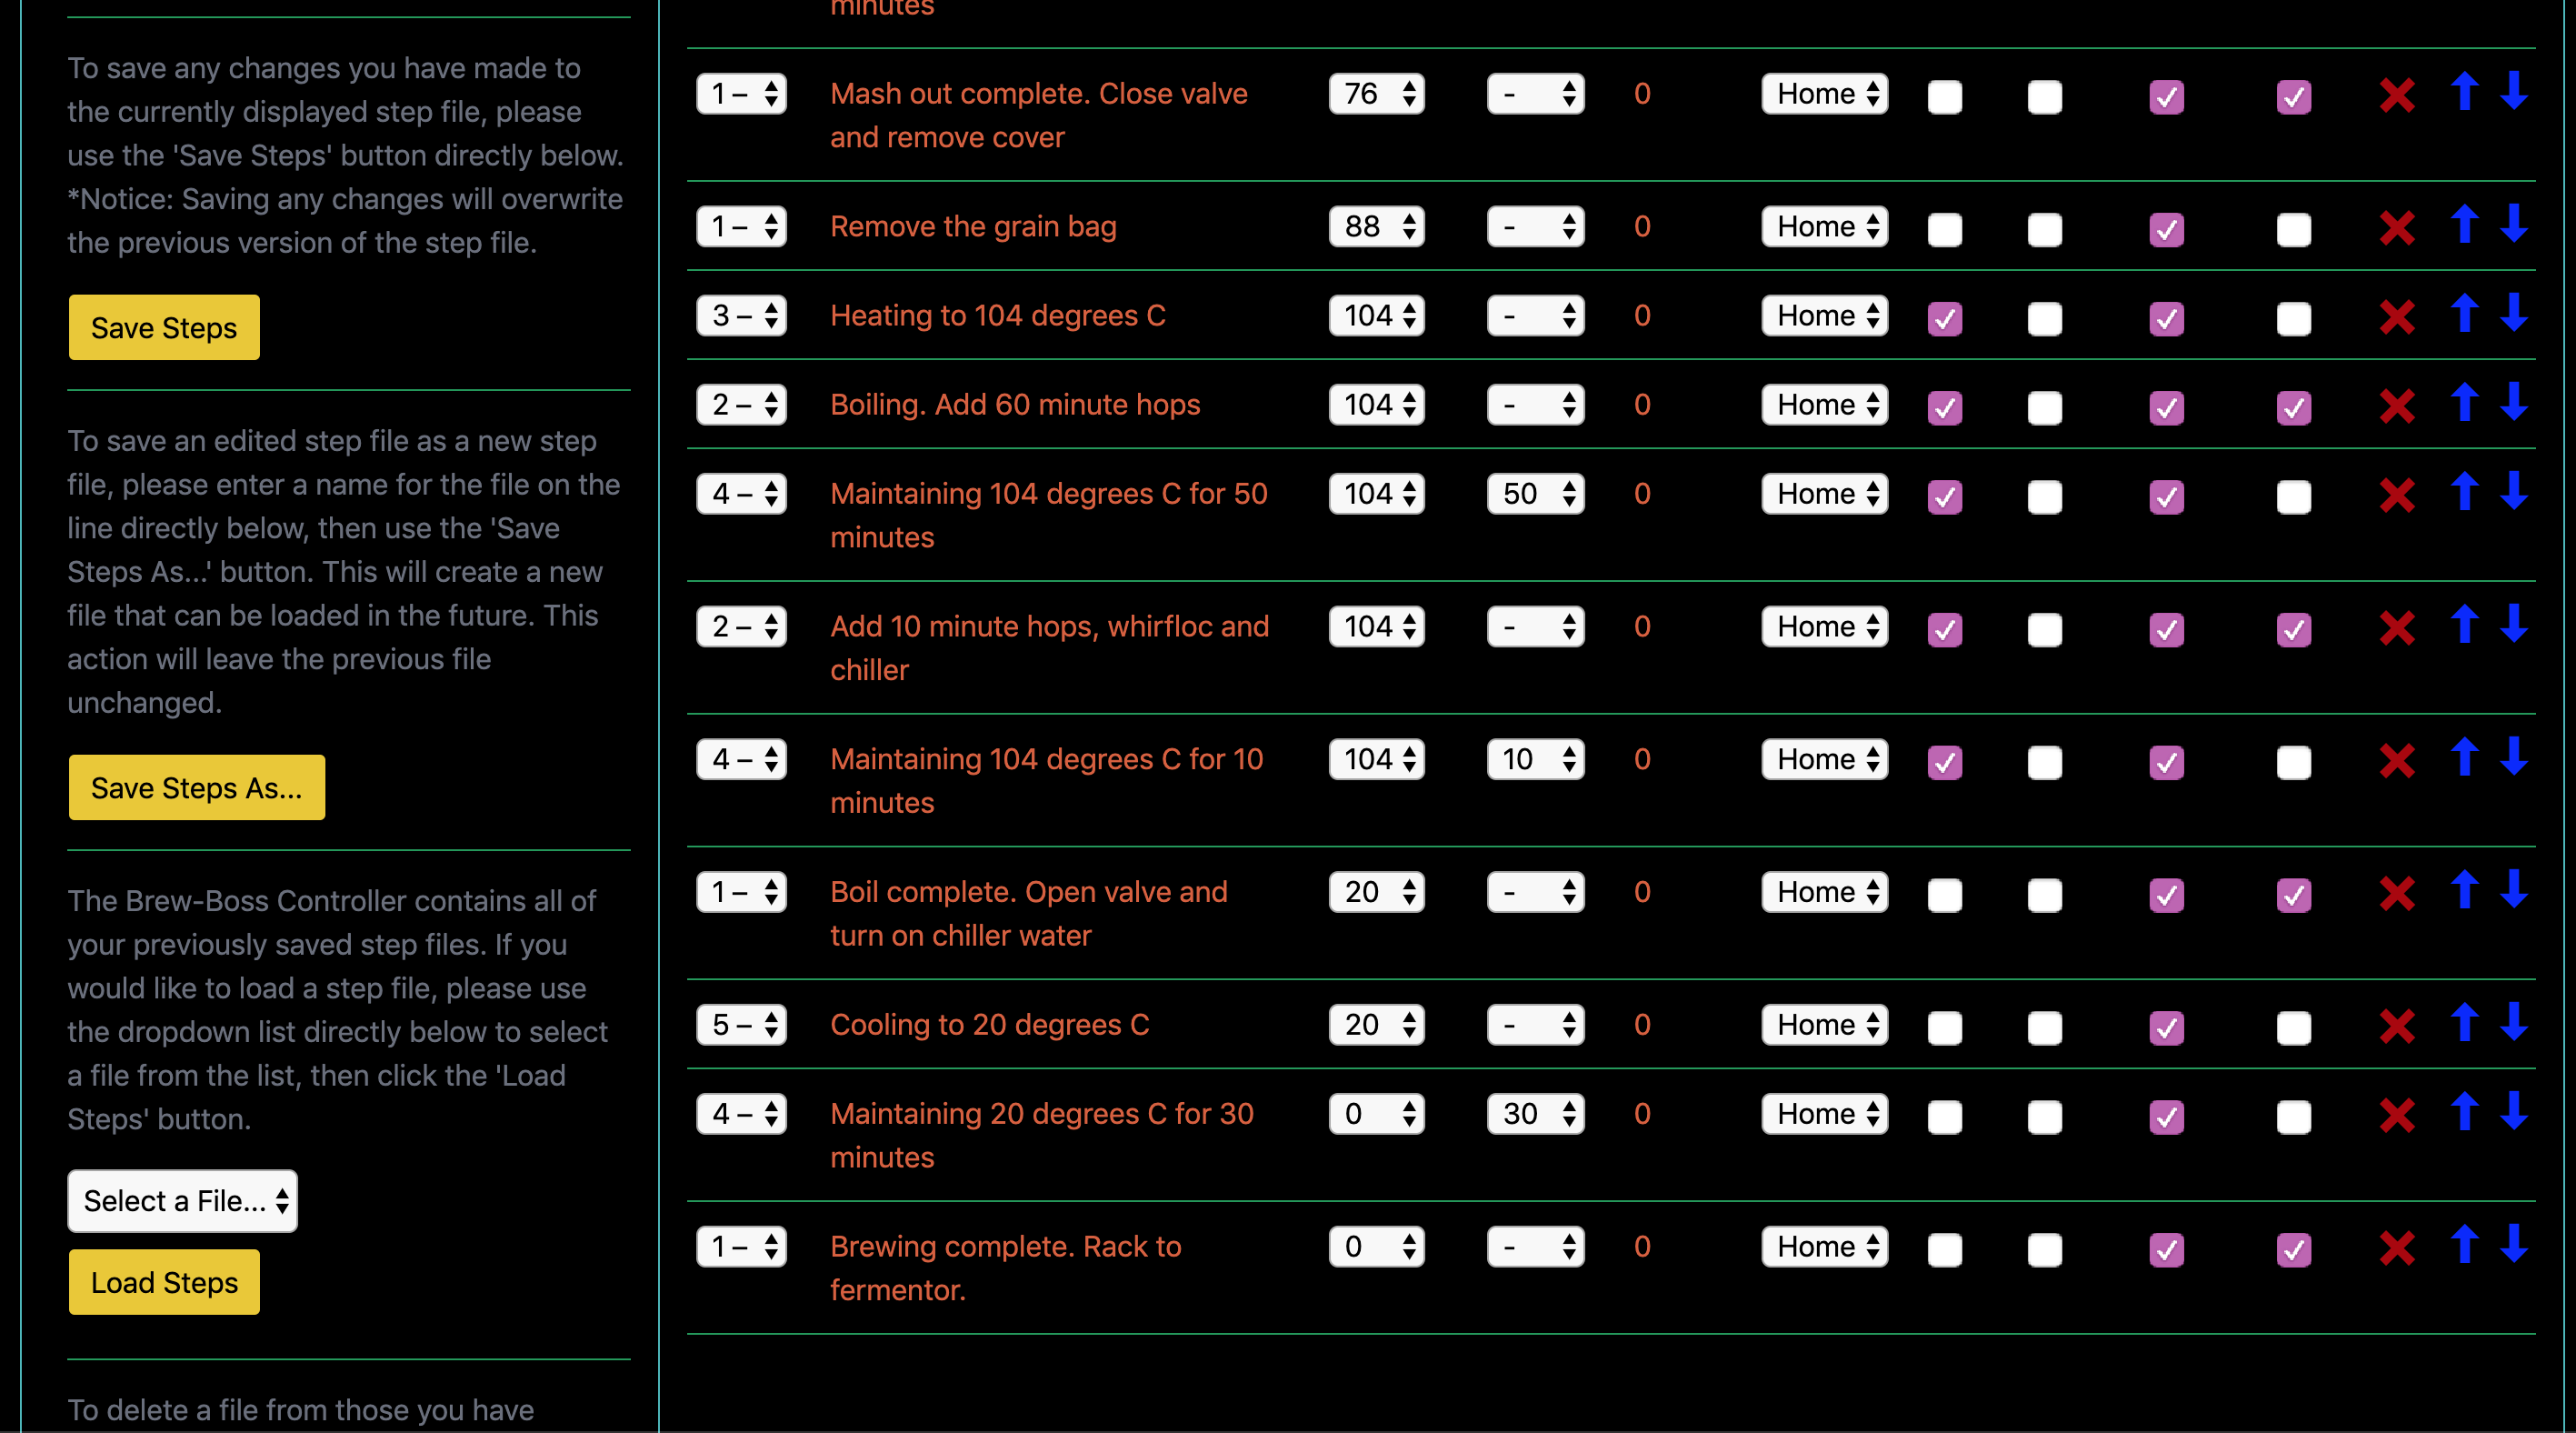 To save any changes you have made to
the currently displayed step file, please
use the 'Save Steps' button directly below.
*Notice: Saving any changes will overwrite
the previous version of the step file.
Save Steps
To save an edited step file as a new step
file, please enter a name for the file on the
line directly below, then use the 'Save
Steps As...' button. This will create a new
file that can be loaded in the future. This
action will leave the previous file
unchanged.
Save Steps As...
The Brew-Boss Controller contains all of
your previously saved step files. If you
would like to load a step file, please use
the dropdown list directly below to select
a file from the list, then click the 'Load
Steps' button.
Select a File...
Load Steps
To delete a file from those you have
minutes
1 – Mash out complete. Close valve 76 - 0 Home
and remove cover
1 – Remove the grain bag 88 - 0 Home
3 – Heating to 104 degrees C 104 - 0 Home
2 – Boiling. Add 60 minute hops 104 - 0 Home
4 – Maintaining 104 degrees C for 50 104 50 0 Home
minutes
2 – Add 10 minute hops, whirfloc and 104 - 0 Home
chiller
4 – Maintaining 104 degrees C for 10 104 10 0 Home
minutes
1 – Boil complete. Open valve and 20 - 0 Home
turn on chiller water
5 – Cooling to 20 degrees C 20 - 0 Home
4 – Maintaining 20 degrees C for 30 0 30 0 Home
minutes
1 – Brewing complete. Rack to 0 - 0 Home
fermentor.